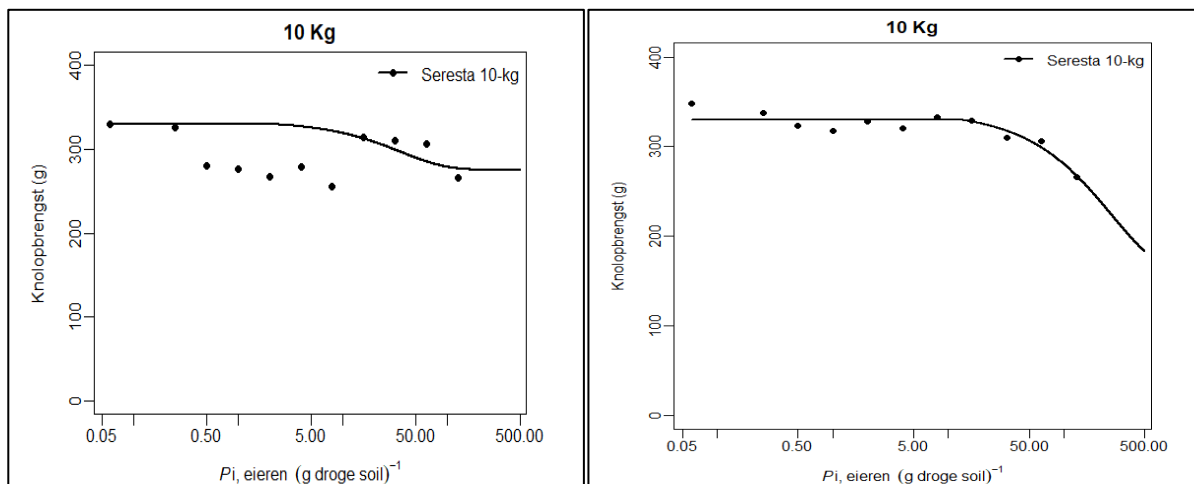 10 Kg
Seresta 10-kg
Knolopbrengst (g)
400
300
200
100
0
0.05
0.50
5.00
50.00
500.00
Pi, eieren (g droge soil)⁻¹
10 Kg
Seresta 10-kg
Knolopbrengst (g)
400
300
200
100
0
0.05
0.50
5.00
50.00
500.00
Pi, eieren (g droge soil)⁻¹